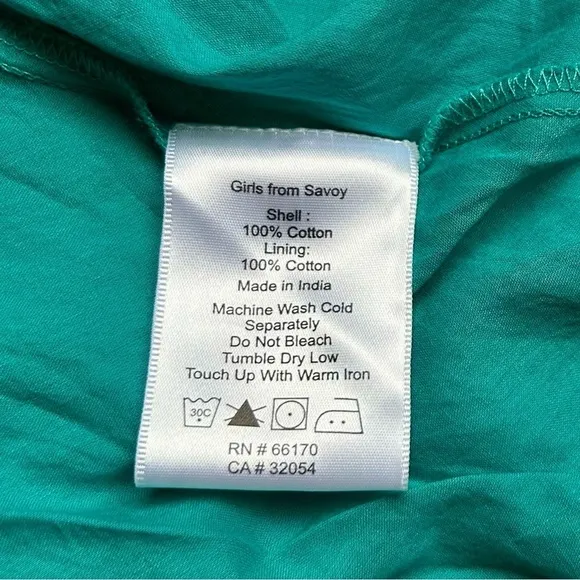 Girls from Savoy
Shell :
100% Cotton
Lining:
100% Cotton
Made in India
Machine Wash Cold
Separately
Do Not Bleach
Tumble Dry Low
Touch Up With Warm Iron
30C
RN # 66170
CA # 32054